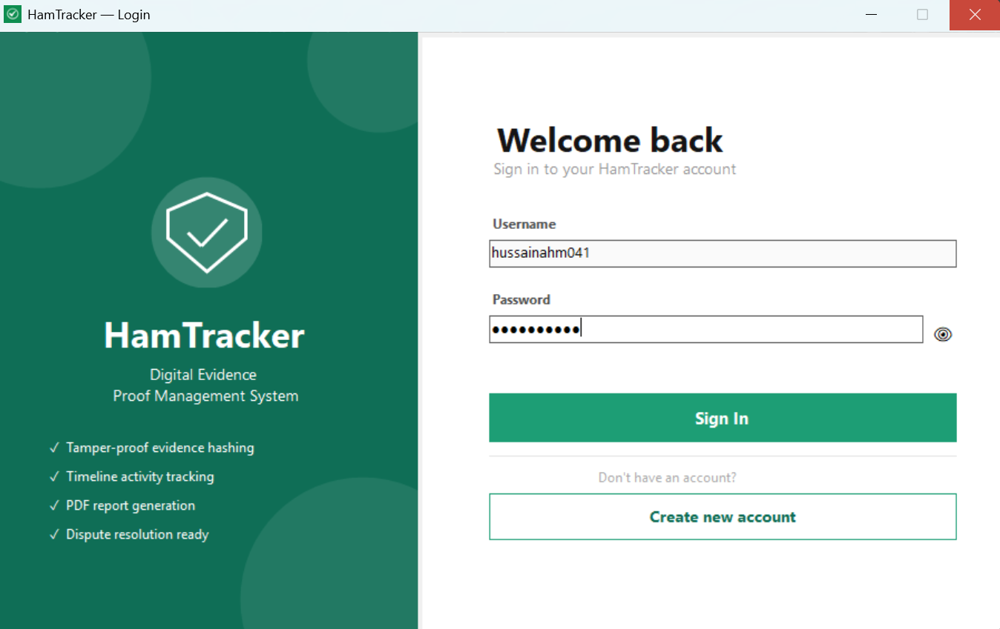 HamTracker — Login
HamTracker
Digital Evidence
Proof Management System
✓ Tamper-proof evidence hashing
✓ Timeline activity tracking
✓ PDF report generation
✓ Dispute resolution ready
Welcome back
Sign in to your HamTracker account
Username
hussainahm041
Password
●●●●●●●●●●
Sign In
Don't have an account?
Create new account